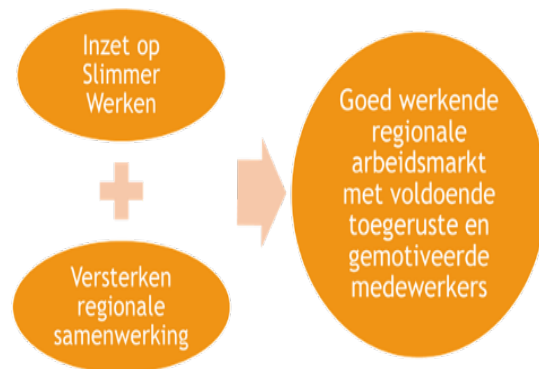 Inzet op
Slimmer
Werken
Versterken
regionale
samenwerking
Goed werkende
regionale
arbeidsmarkt
met voldoende
toegeruste en
gemotiveerde
medewerkers